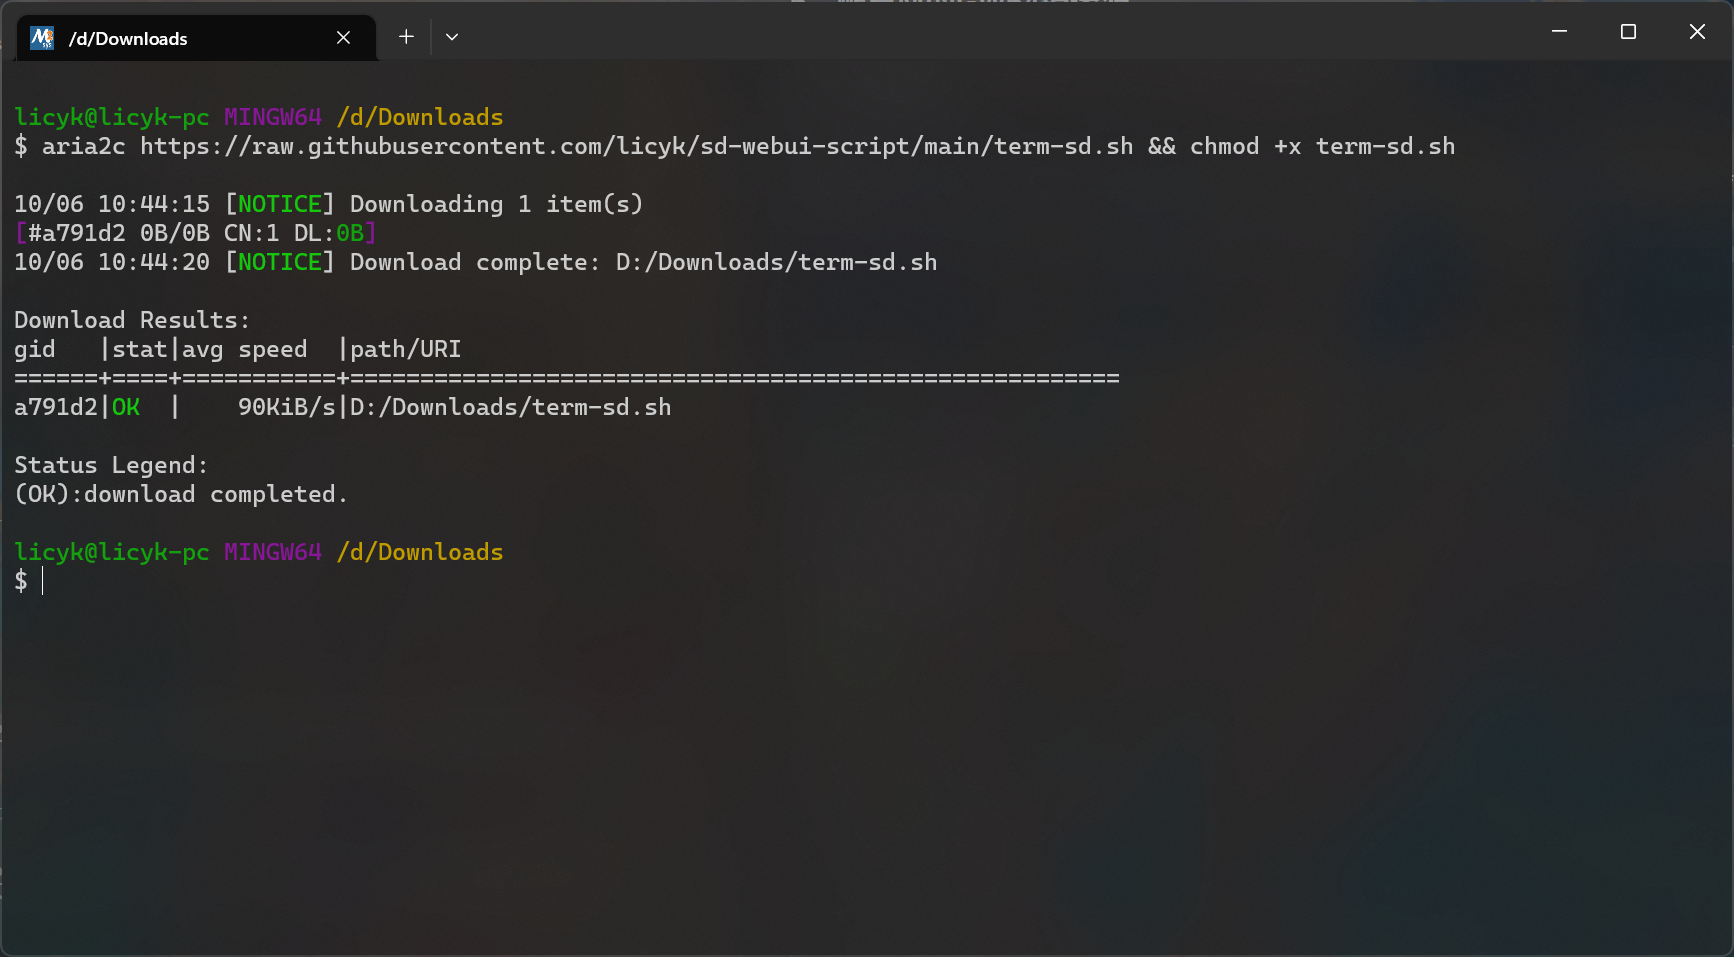 /d/Downloads
licyk@licyk-pc MINGW64 /d/Downloads
$ aria2c https://raw.githubusercontent.com/licyk/sd-webui-script/main/term-sd.sh && chmod +x term-sd.sh
10/06 10:44:15 [NOTICE] Downloading 1 item(s)
[#a791d2 0B/0B CN:1 DL:0B]
10/06 10:44:20 [NOTICE] Download complete: D:/Downloads/term-sd.sh
Download Results:
gid   |stat|avg speed  |path/URI
======+====+===========+=======================================================
a791d2|OK  |    90KiB/s|D:/Downloads/term-sd.sh
Status Legend:
(OK):download completed.
licyk@licyk-pc MINGW64 /d/Downloads
$